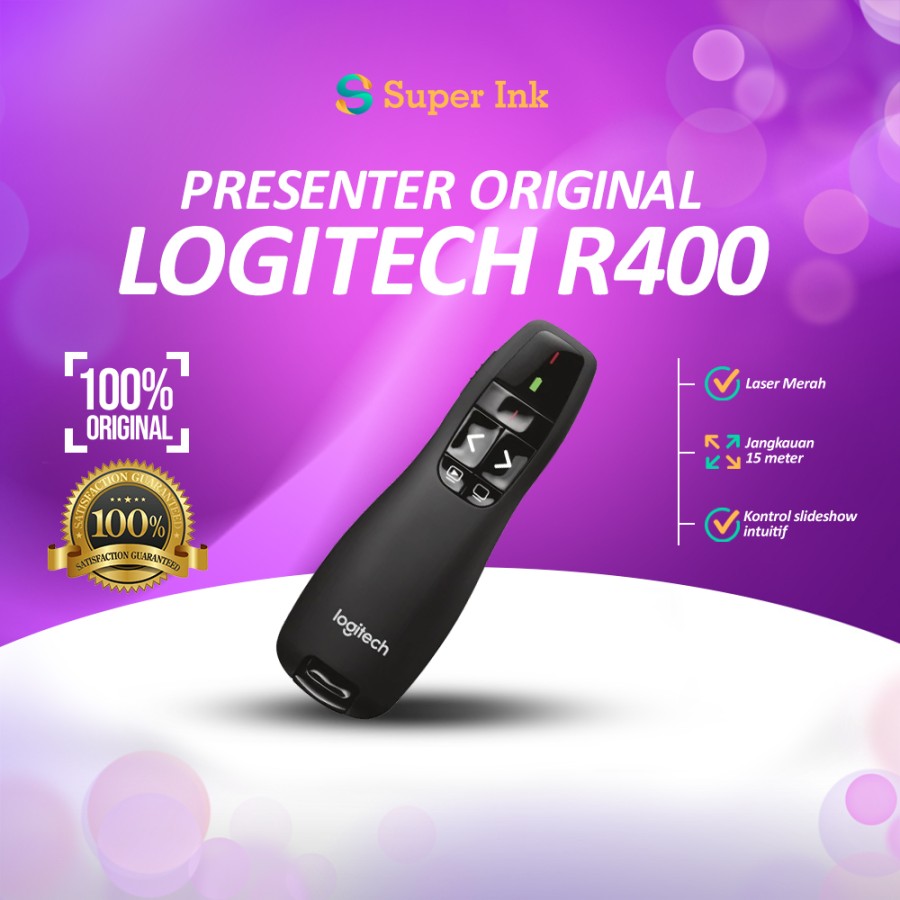 Super Ink
PRESENTER ORIGINAL
LOGITECH R400
100%
ORIGINAL
SATISFACTION GUARANTEED
100%
SATISFACTION GUARANTEED
logitech
Laser Merah
Jangkauan
15 meter
Kontrol slideshow
intuitif